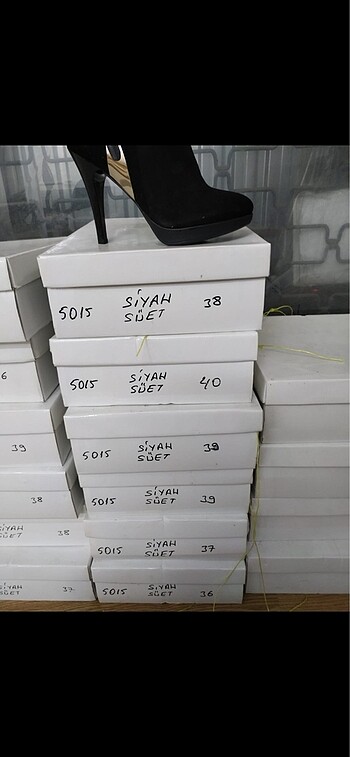 5015 SİYAH SÜET 38
5015 SİYAH SÜET 40
5015 SİYAH SÜET
5015 SİYAH SÜET 39
5015 SİYAH SÜET 37
5015 SİYAH SÜET 36
6
39
38
SİYAH SÜET 38
SİYAH SÜET 37